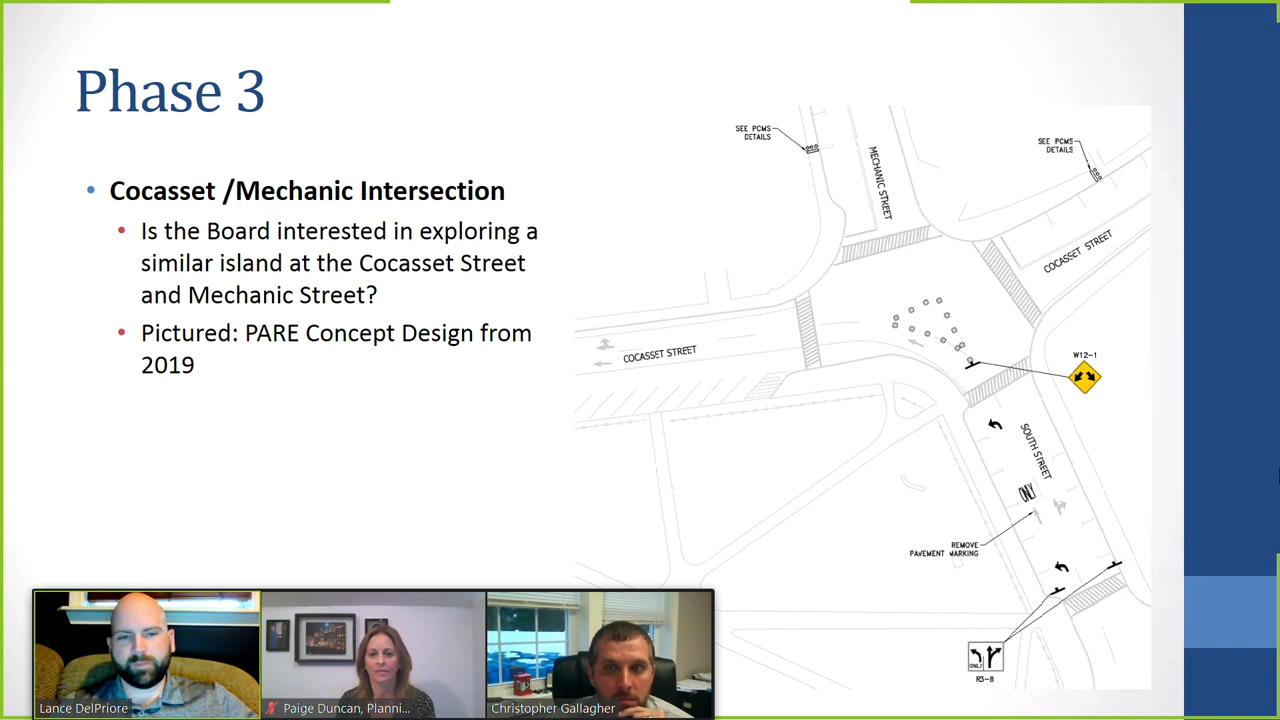 Phase 3
Cocasset /Mechanic Intersection
Is the Board interested in exploring a
similar island at the Cocasset Street
and Mechanic Street?
Pictured: PARE Concept Design from
2019
SEE PCMS
DETAILS
MECHANIC STREET
SEE PCMS
DETAILS
COCASSET STREET
COCASSET STREET
W12-1
SOUTH STREET
ONLY
REMOVE
PAVEMENT MARKING
ONLY
R3-8
Lance DelPriore
Paige Duncan, Planni...
Christopher Gallagher